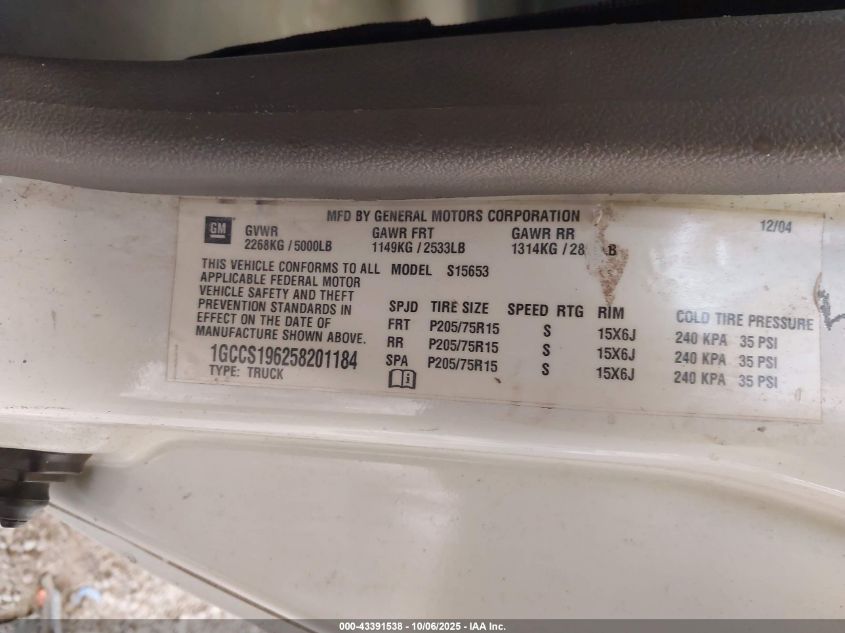 MFD BY GENERAL MOTORS CORPORATION
12/04
GM
GVWR GAWR FRT GAWR RR
2268KG / 5000LB 1149KG / 2533LB 1314KG / 28 LB
THIS VEHICLE CONFORMS TO ALL
APPLICABLE FEDERAL MOTOR
VEHICLE SAFETY AND THEFT
PREVENTION STANDARDS IN
EFFECT ON THE DATE OF
MANUFACTURE SHOWN ABOVE.
1GCCS196258201184
TYPE: TRUCK
MODEL S15653
SPJD TIRE SIZE SPEED RTG RIM COLD TIRE PRESSURE
FRT P205/75R15 S 15X6J 240 KPA 35 PSI
RR P205/75R15 S 15X6J 240 KPA 35 PSI
SPA P205/75R15 S 15X6J 240 KPA 35 PSI
000-43391538 - 10/06/2025 - IAA Inc.